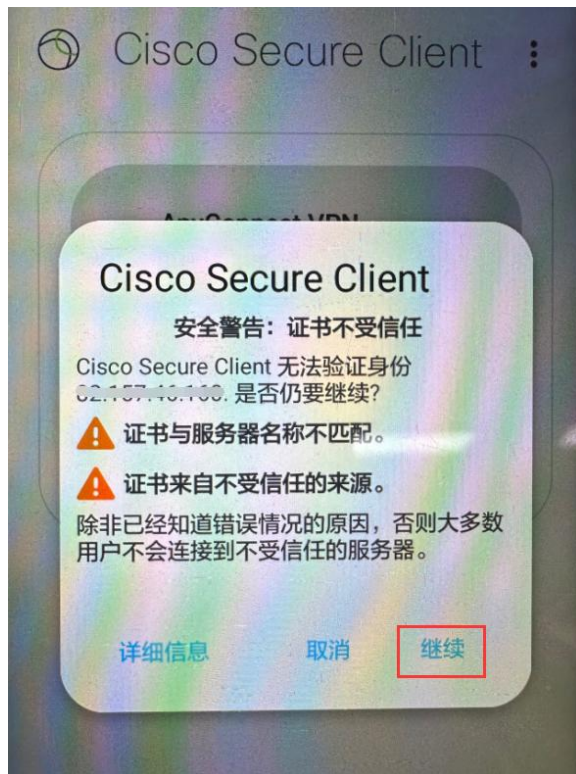 Cisco Secure Client
AnyConnect VPN
Cisco Secure Client
安全警告：证书不受信任
Cisco Secure Client 无法验证身份
是否仍要继续？
证书与服务器名称不匹配。
证书来自不受信任的来源。
除非已经知道错误情况的原因，否则大多数
用户不会连接到不受信任的服务器。
详细信息
取消
继续